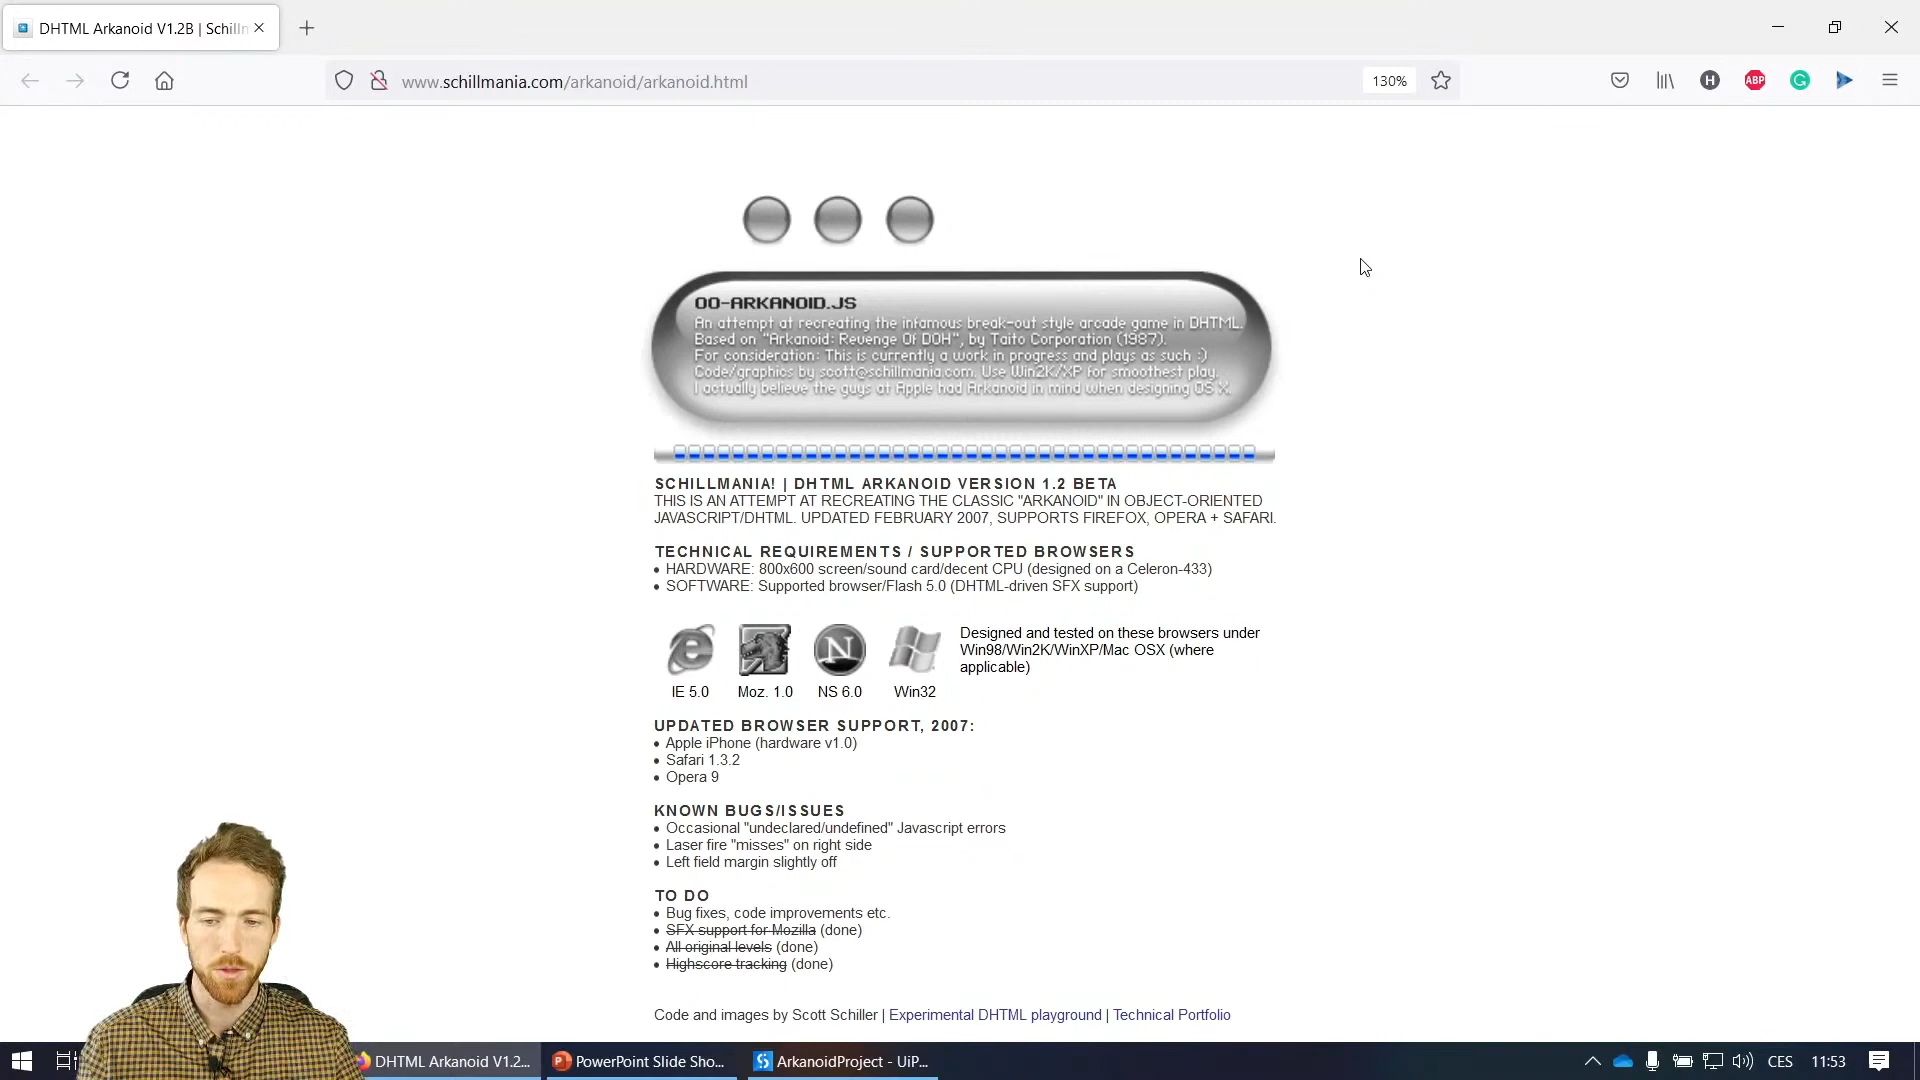 DHTML Arkanoid V1.2B | Schillm
www.schillmania.com/arkanoid/arkanoid.html
130%
H
ABP
OO-ARKANOID.JS
An attempt at recreating the infamous break-out style arcade game in DHTML.
Based on "Arkanoid: Revenge Of DOH", by Taito Corporation (1987).
For consideration: This is currently a work in progress and plays as such :)
Code/graphics by scott@schillmania.com. Use Win2K/XP for smoothest play.
I actually believe the guys at Apple had Arkanoid in mind when designing OS X.
SCHILLMANIA! | DHTML ARKANOID VERSION 1.2 BETA
THIS IS AN ATTEMPT AT RECREATING THE CLASSIC "ARKANOID" IN OBJECT-ORIENTED
JAVASCRIPT/DHTML. UPDATED FEBRUARY 2007, SUPPORTS FIREFOX, OPERA + SAFARI.
TECHNICAL REQUIREMENTS / SUPPORTED BROWSERS
• HARDWARE: 800x600 screen/sound card/decent CPU (designed on a Celeron-433)
• SOFTWARE: Supported browser/Flash 5.0 (DHTML-driven SFX support)
N
Designed and tested on these browsers under
Win98/Win2K/WinXP/Mac OSX (where
applicable)
IE 5.0 Moz. 1.0 NS 6.0 Win32
UPDATED BROWSER SUPPORT, 2007:
• Apple iPhone (hardware v1.0)
• Safari 1.3.2
• Opera 9
KNOWN BUGS/ISSUES
• Occasional "undeclared/undefined" Javascript errors
• Laser fire "misses" on right side
• Left field margin slightly off
TO DO
• Bug fixes, code improvements etc.
• SFX support for Mozilla (done)
• All original levels (done)
• Highscore tracking (done)
Code and images by Scott Schiller | Experimental DHTML playground | Technical Portfolio
DHTML Arkanoid V1.2... PowerPoint Slide Sho... ArkanoidProject - UiP... CES 11:53